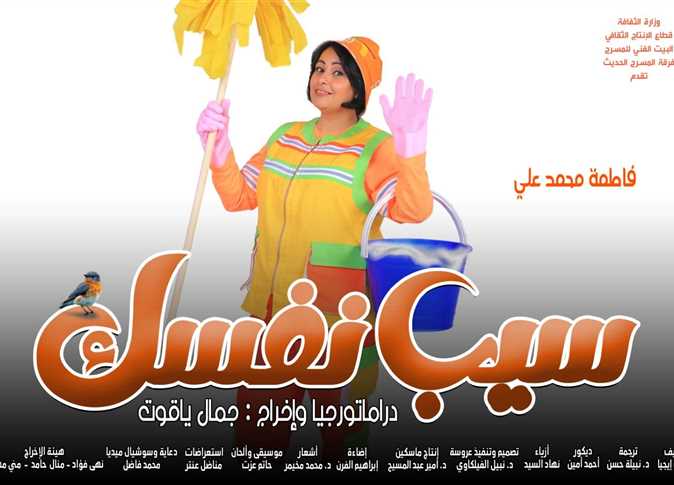 وزارة الثقافة
قطاع الإنتاج الثقافي
البيت الفني للمسرح
فرقة المسرح الحديث
تقدم
فاطمة محمد علي
سيب نفسك
دراماتورجيا وإخراج : جمال ياقوت
ترجمة
د. نبيلة حسن
ديكور
أحمد أمين
أزياء
نهاد السيد
تصميم وتنفيذ عروسة
د. نبيل الفيلكاوي
إنتاج ماسكين
د. أمير عبد المسيح
إضاءة
إبراهيم الفرن
أشعار
د. محمد مخيمر
موسيقى وألحان
حاتم عزت
استعراضات
مناضل عنتر
دعاية وسوشيال ميديا
محمد فاضل
هيئة الإخراج
نهى فؤاد - منال حامد - منى